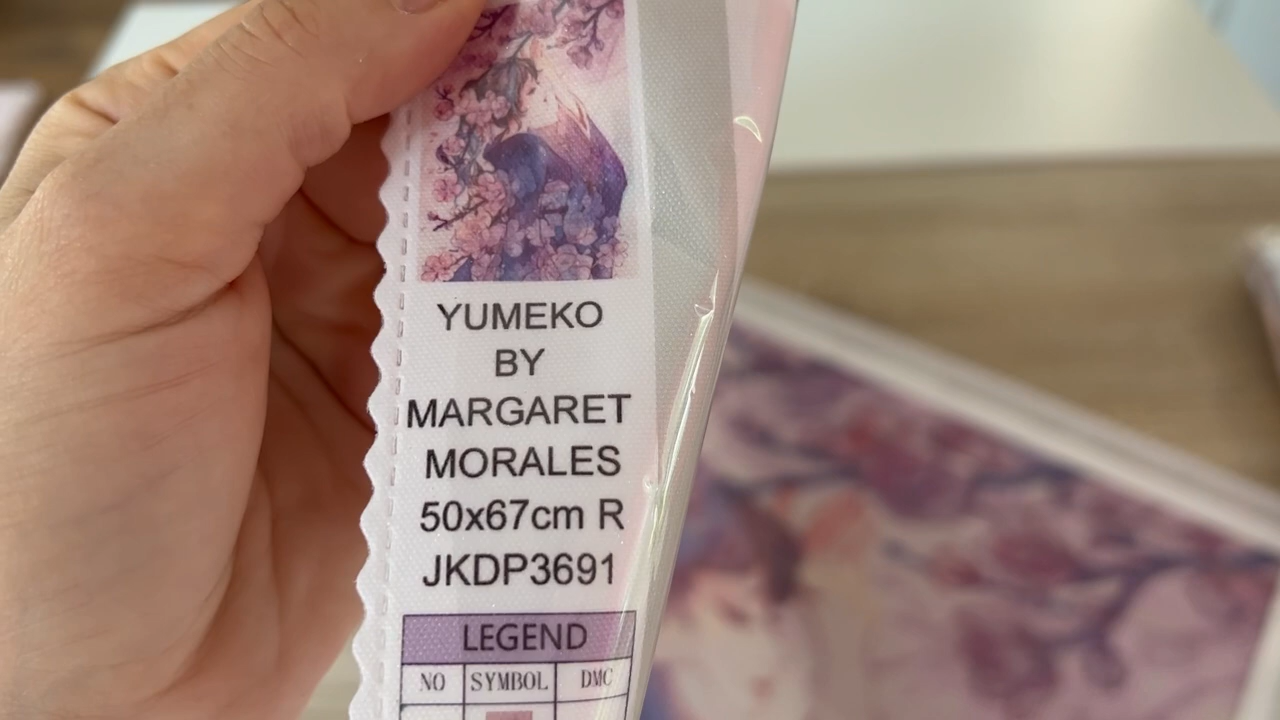 YUMEKO
BY
MARGARET
MORALES
50x67cm R
JKDP3691
LEGEND
NO SYMBOL DMC